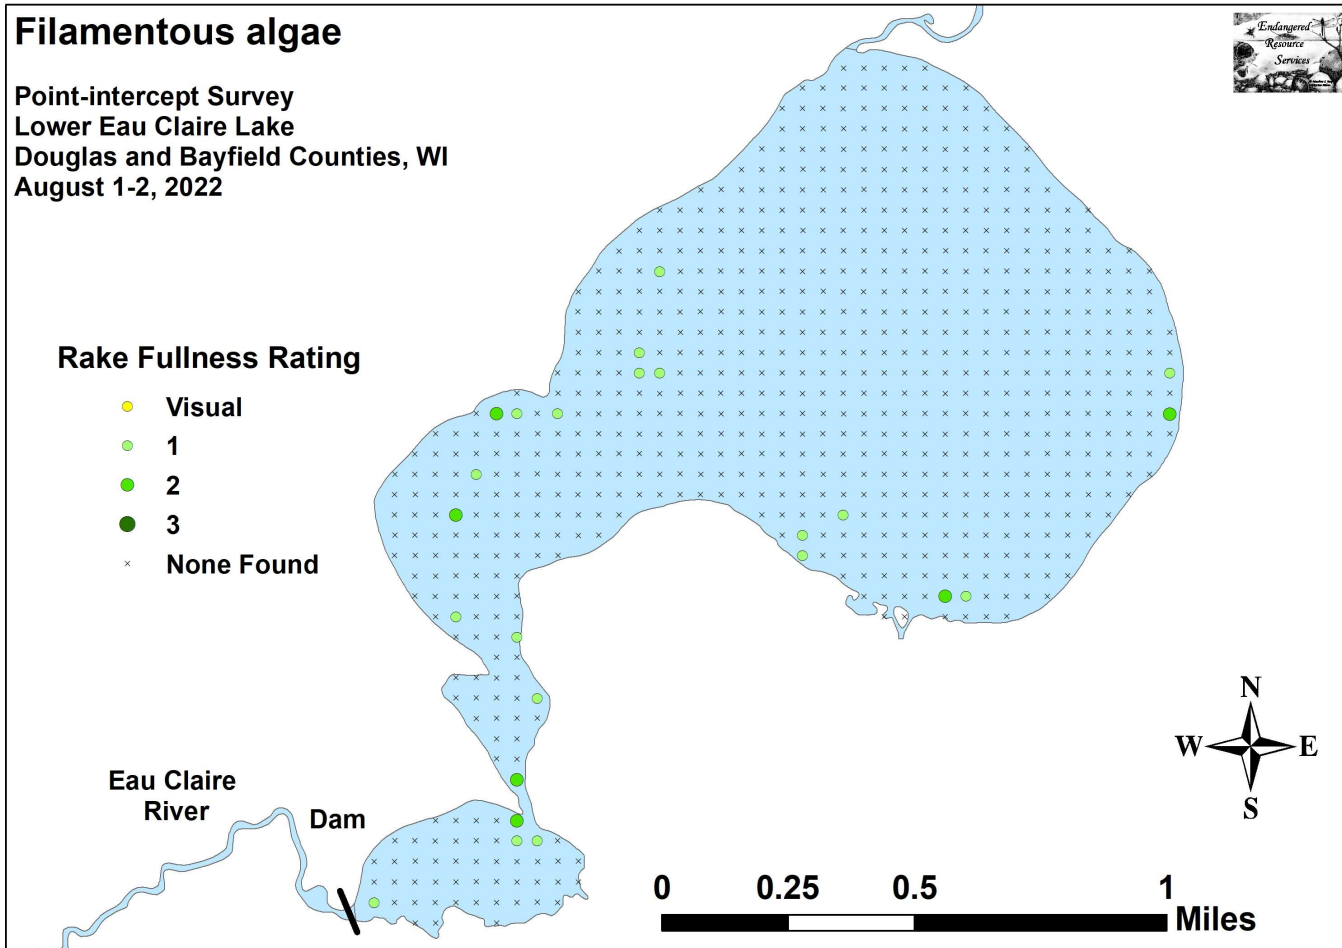 Filamentous algae
Point-intercept Survey
Lower Eau Claire Lake
Douglas and Bayfield Counties, WI
August 1-2, 2022
Endangered
Resource
Services
Rake Fullness Rating
Visual
1
2
3
None Found
N
W E
S
Eau Claire
River
Dam
0 0.25 0.5 1
Miles